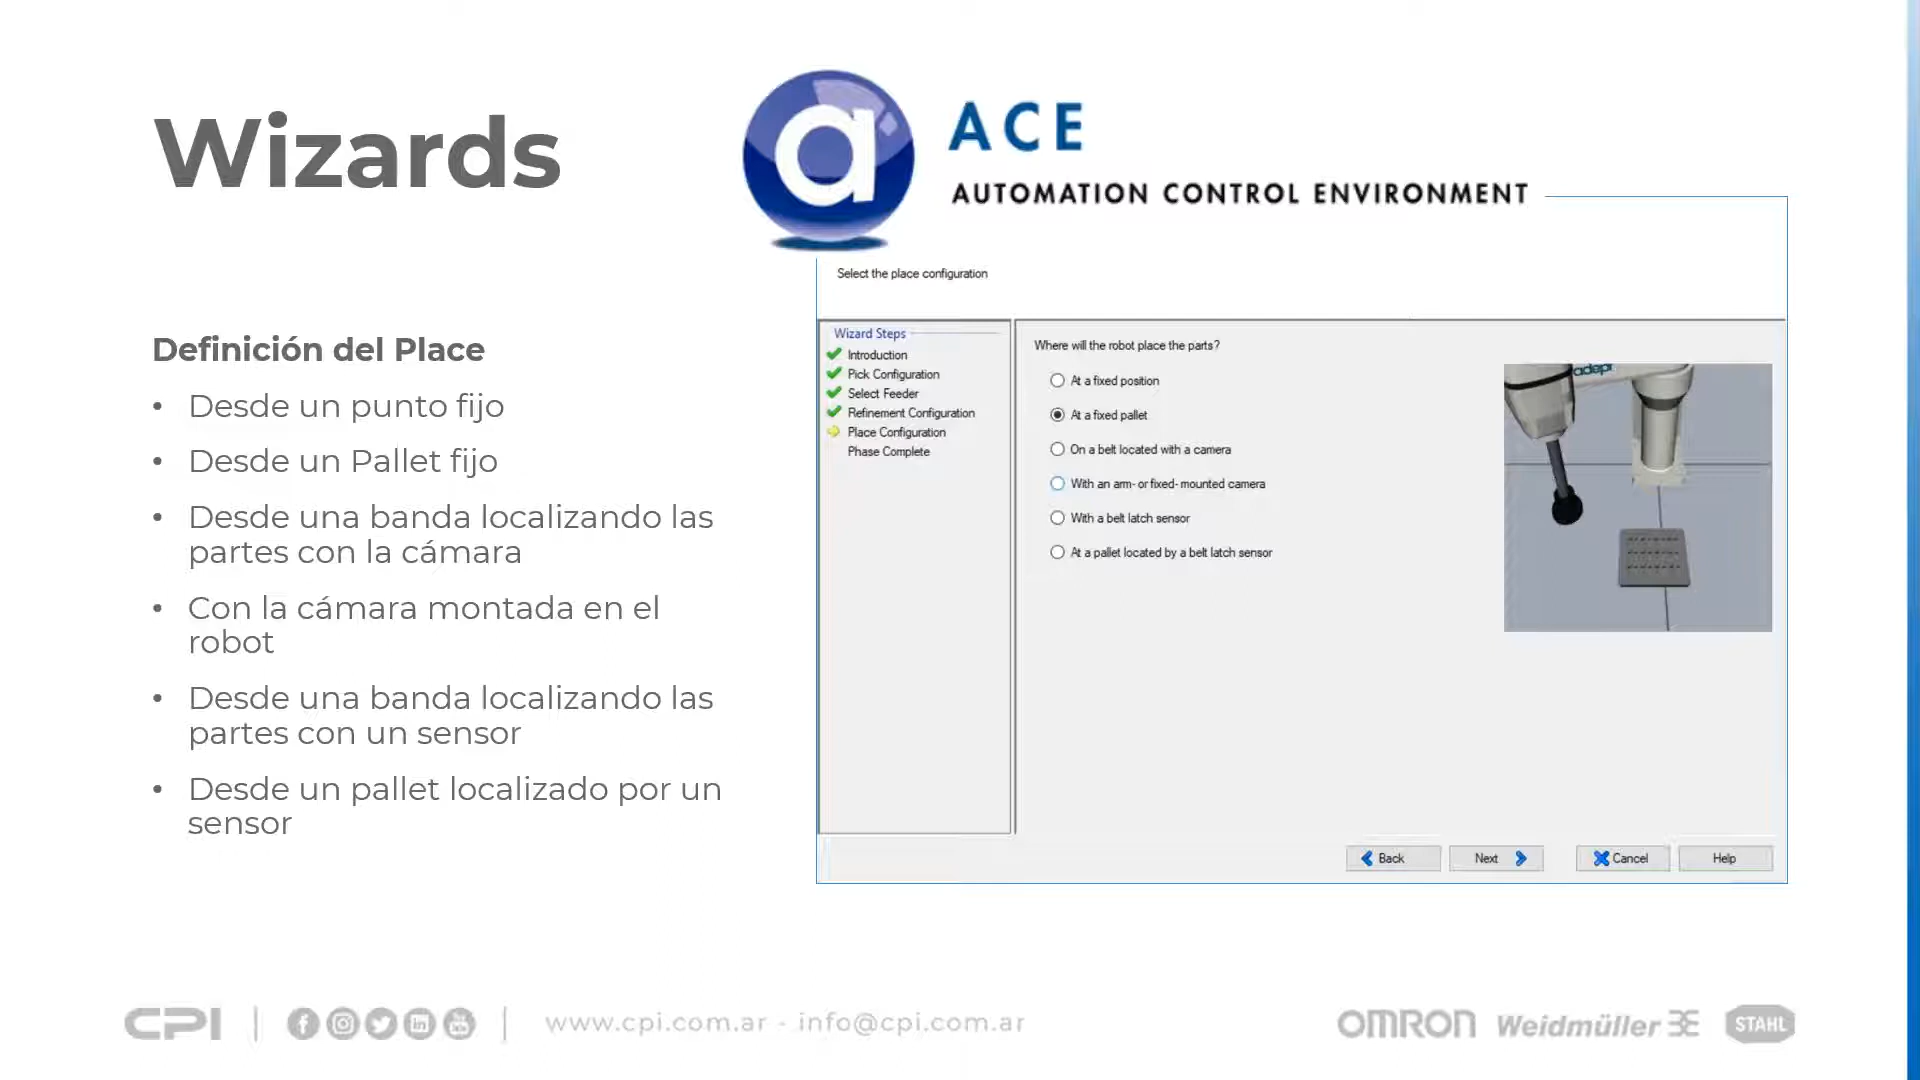 Wizards
a
ACE
AUTOMATION CONTROL ENVIRONMENT
Definición del Place
• Desde un punto fijo
• Desde un Pallet fijo
• Desde una banda localizando las
partes con la cámara
• Con la cámara montada en el
robot
• Desde una banda localizando las
partes con un sensor
• Desde un pallet localizado por un
sensor
Select the place configuration
Wizard Steps
Introduction
Pick Configuration
Select Feeder
Refinement Configuration
Place Configuration
Phase Complete
Where will the robot place the parts?
At a fixed position
At a fixed pallet
On a belt located with a camera
With an arm- or fixed- mounted camera
With a belt latch sensor
At a pallet located by a belt latch sensor
adept
Back
Next
Cancel
Help
CPI
www.cpi.com.ar - info@cpi.com.ar
OMRON
Weidmüller
STAHL